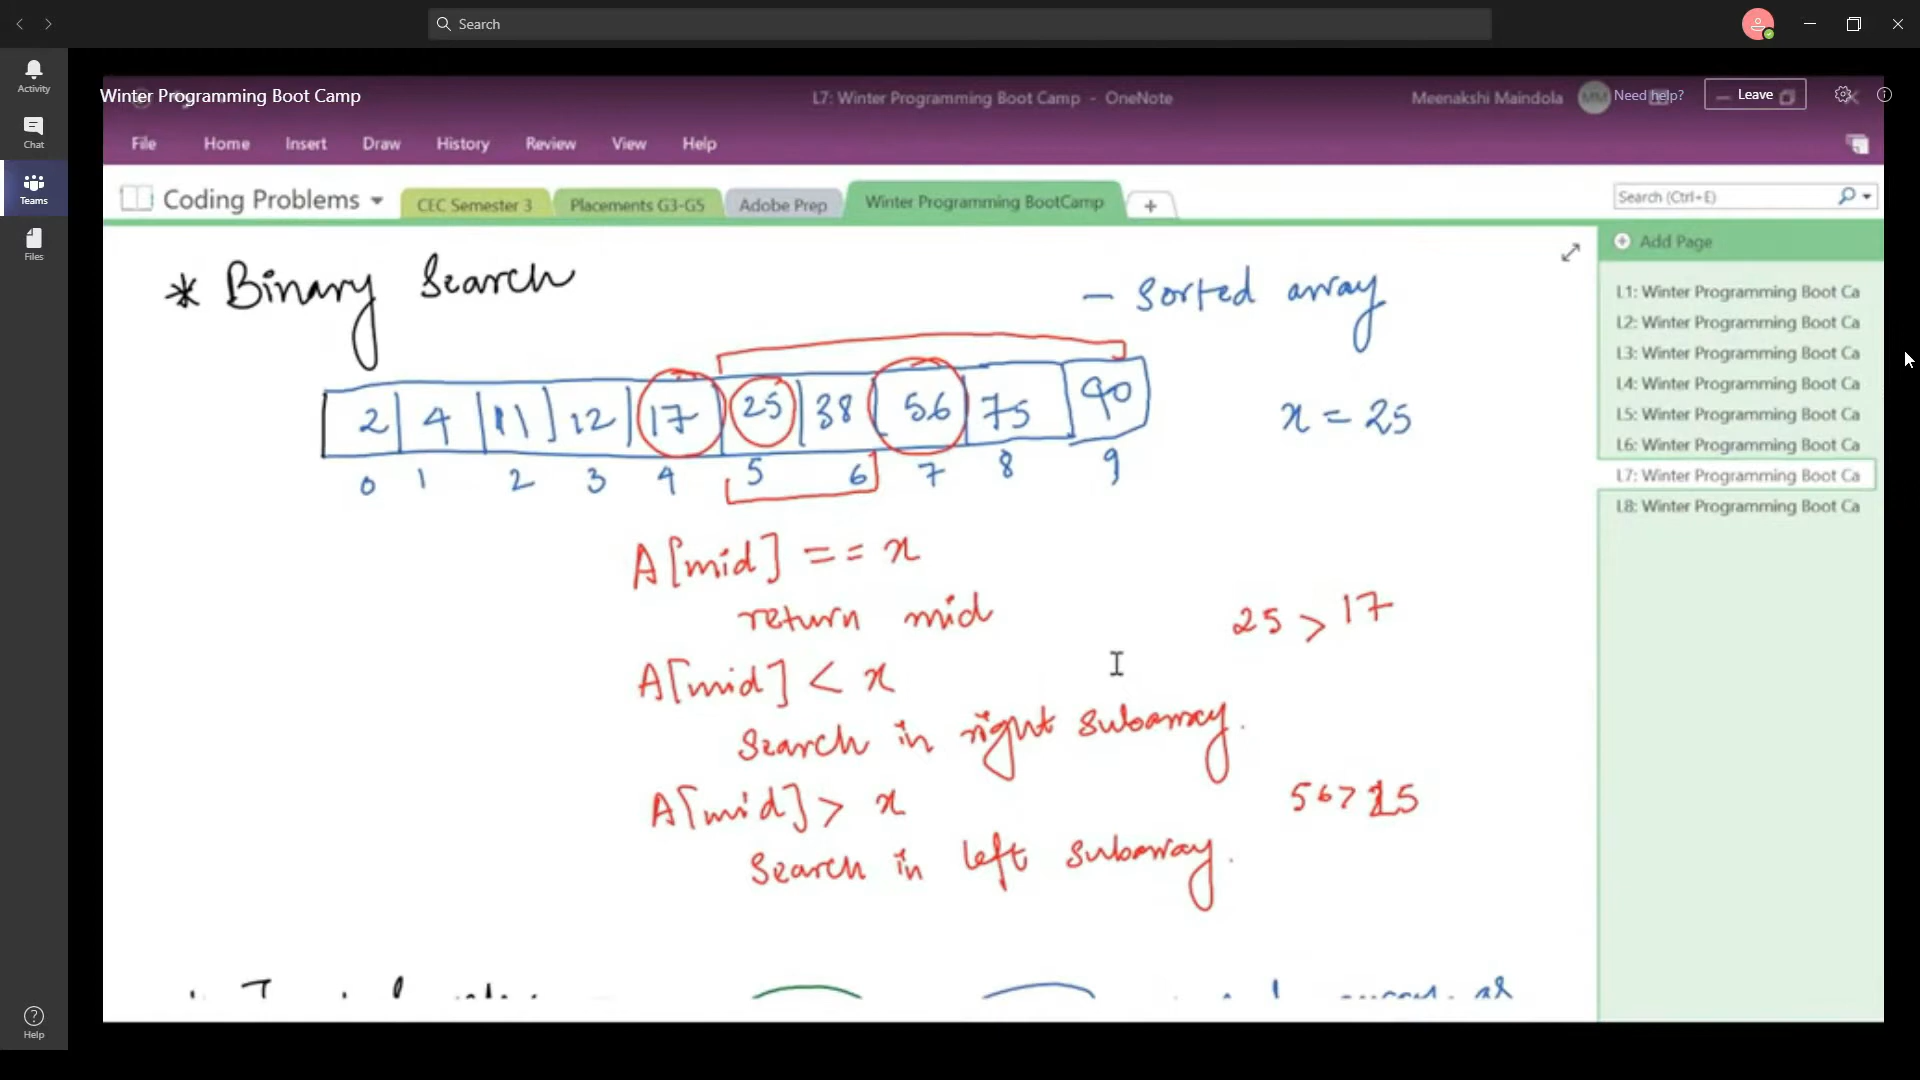 Search
Activity
Chat
Teams
Files
Help
Winter Programming Boot Camp
L7: Winter Programming Boot Camp - OneNote
Meenakshi Maindola
MM
Need help?
Leave
File Home Insert Draw History Review View Help
Coding Problems
CEC Semester 3
Placements G3-G5
Adobe Prep
Winter Programming BootCamp
+
Search (Ctrl+E)
Add Page
L1: Winter Programming Boot Ca
L2: Winter Programming Boot Ca
L3: Winter Programming Boot Ca
L4: Winter Programming Boot Ca
L5: Winter Programming Boot Ca
L6: Winter Programming Boot Ca
L7: Winter Programming Boot Ca
L8: Winter Programming Boot Ca
* Binary Search
- Sorted array
2 4 11 12 17 25 38 56 75 90
0 1 2 3 4 5 6 7 8 9
x = 25
A[mid] == x
return mid
25 > 17
A[mid] < x
Search in right subarray.
A[mid] > x
56 > 25
Search in left subarray.